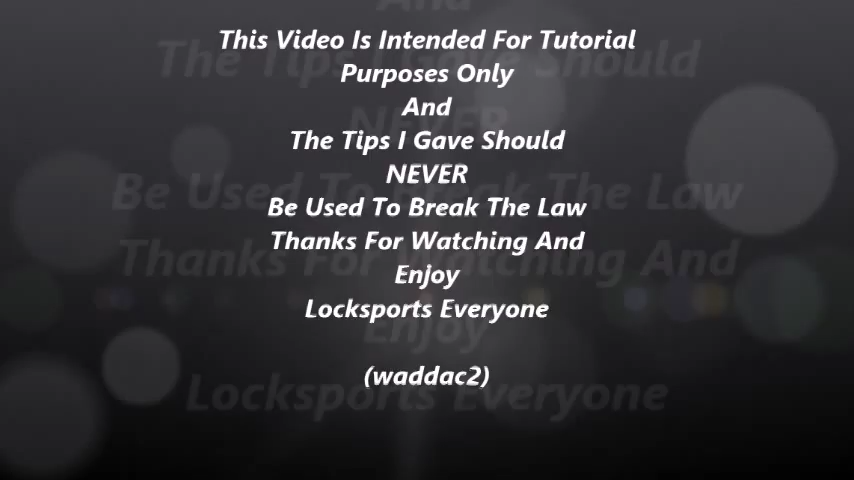 This Video Is Intended For Tutorial
Purposes Only
And
The Tips I Gave Should
NEVER
Be Used To Break The Law
Thanks For Watching And
Enjoy
Locksports Everyone
(waddac2)